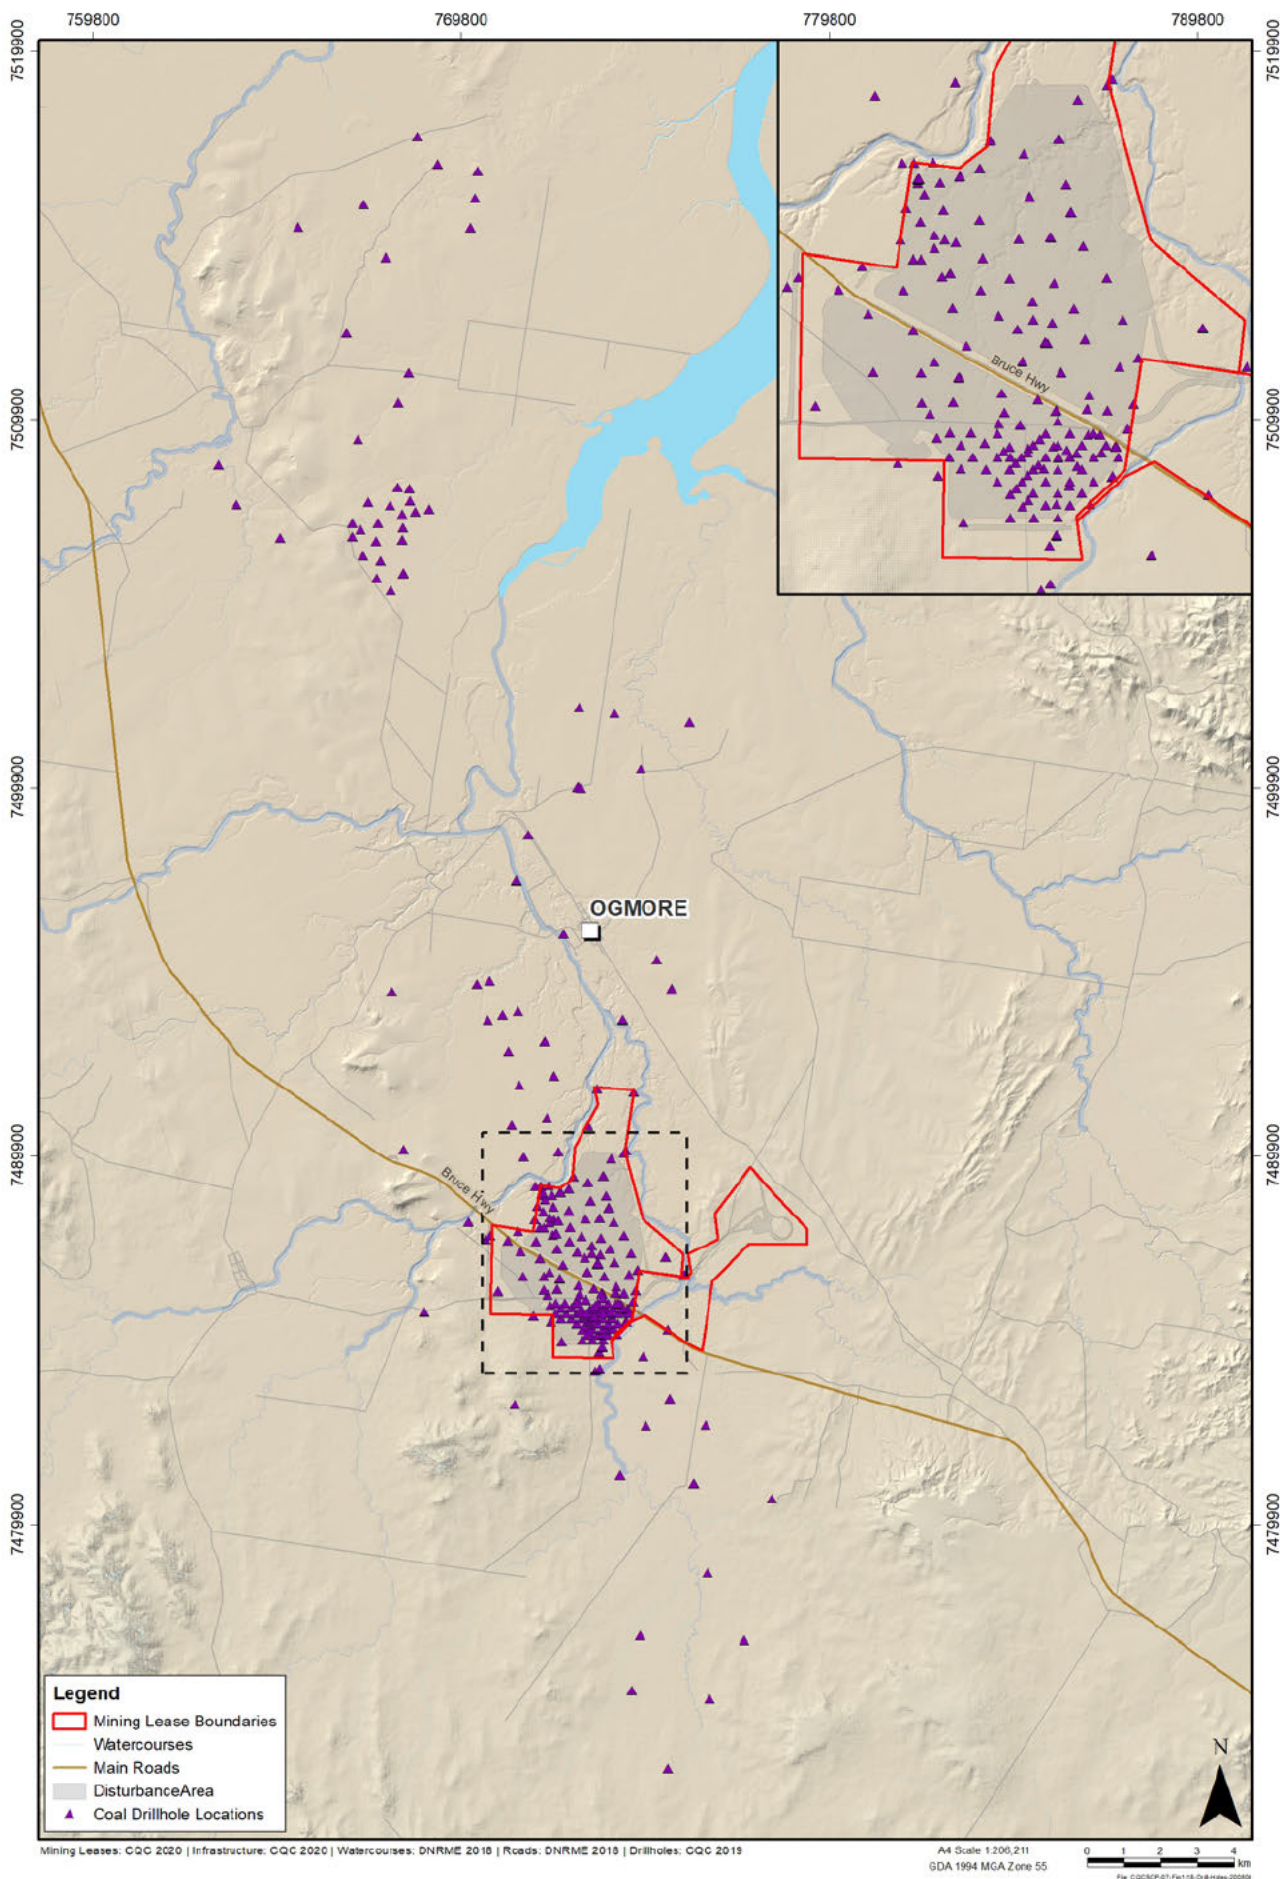 759800 769800 779800 789800
7519900 7519900
Bruce Hwy
7509900 7509900
7499900 7499900
OGMORE
7489900 7489900
Bruce Hwy
7479900 7479900
Legend
Mining Lease Boundaries
Watercourses
Main Roads
DisturbanceArea
Coal Drillhole Locations
N
Mining Leases: CQC 2020 | Infrastructure: CQC 2020 | Watercourses: DNRME 2018 | Roads: DNRME 2018 | Drillholes: CQC 2019
A4 Scale 1:206,211
GDA 1994 MGA Zone 55
0 1 2 3 4
km